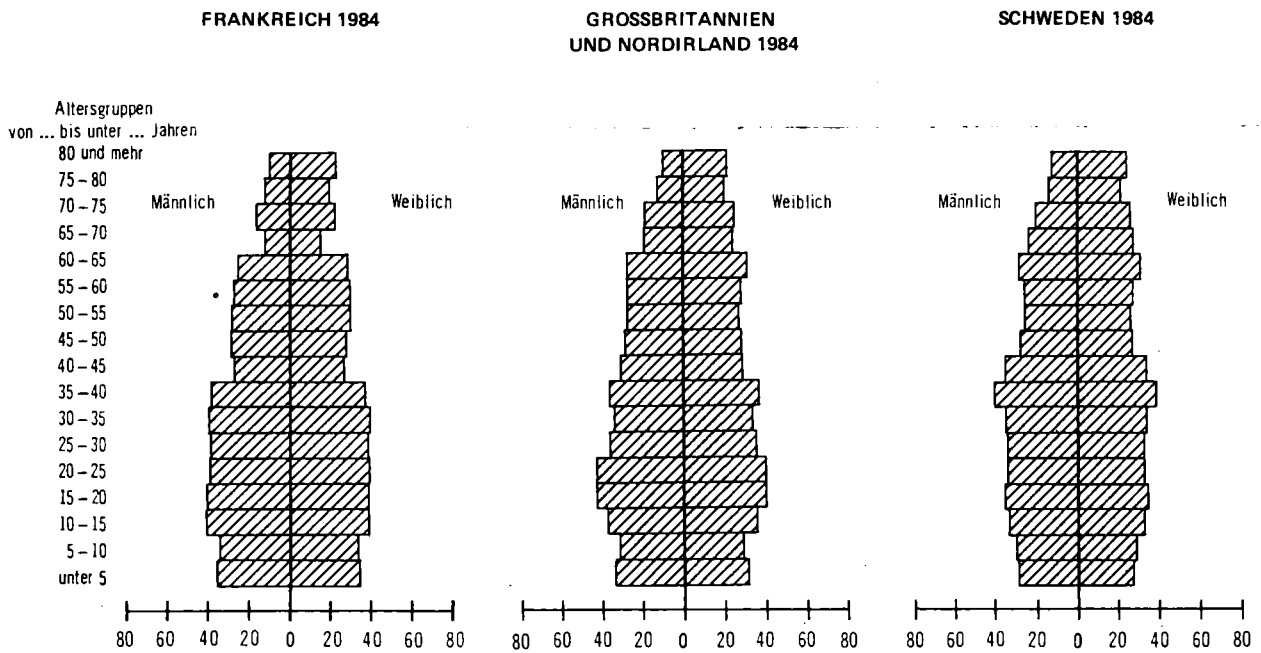 FRANKREICH 1984
GROSSBRITANNIEN
UND NORDIRLAND 1984
SCHWEDEN 1984
Altersgruppen
von ... bis unter ... Jahren
80 und mehr
75 – 80
70 – 75
65 – 70
60 – 65
55 – 60
50 – 55
45 – 50
40 – 45
35 – 40
30 – 35
25 – 30
20 – 25
15 – 20
10 – 15
5 – 10
unter 5
Männlich Weiblich
Männlich Weiblich
Männlich Weiblich
80 60 40 20 0 20 40 60 80
80 60 40 20 0 20 40 60 80
80 60 40 20 0 20 40 60 80